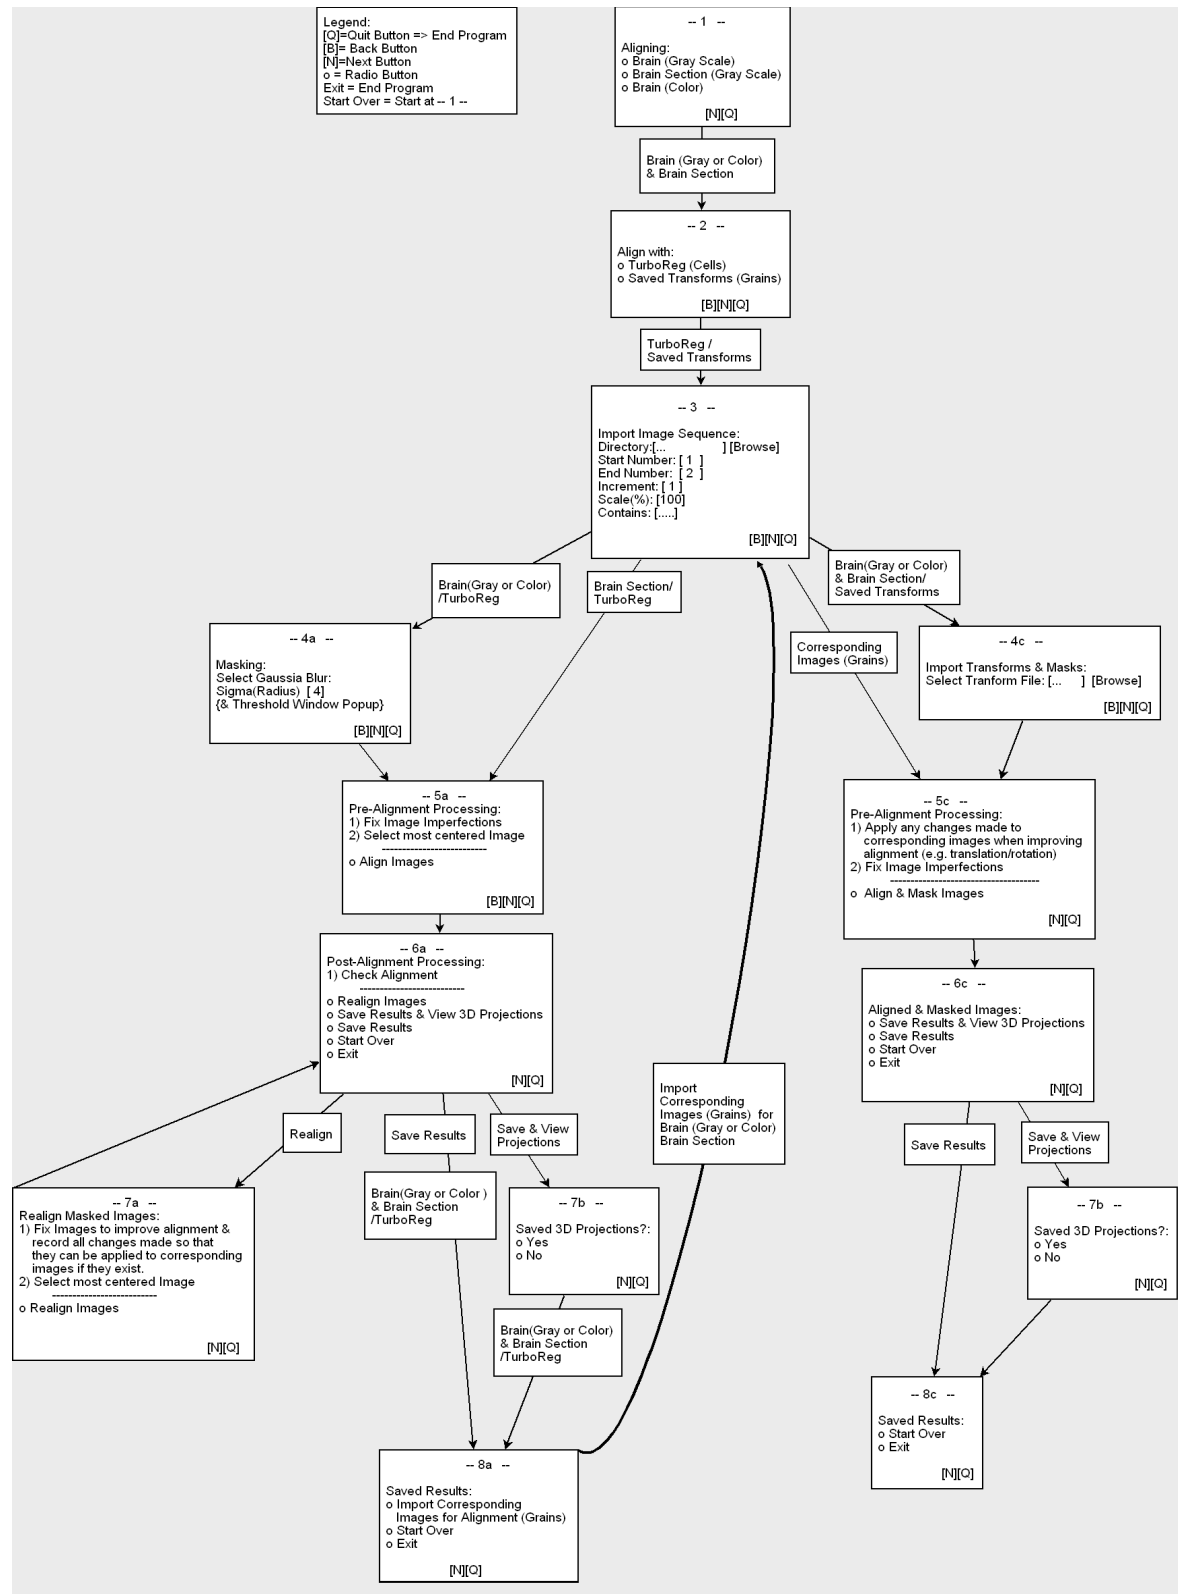 Legend:
[Q]=Quit Button => End Program
[B]= Back Button
[N]=Next Button
o = Radio Button
Exit = End Program
Start Over = Start at -- 1 --
-- 1 --
Aligning:
o Brain (Gray Scale)
o Brain Section (Gray Scale)
o Brain (Color)
[N][Q]
Brain (Gray or Color)
& Brain Section
-- 2 --
Align with:
o TurboReg (Cells)
o Saved Transforms (Grains)
[B][N][Q]
TurboReg /
Saved Transforms
-- 3 --
Import Image Sequence:
Directory:[... ] [Browse]
Start Number: [ 1 ]
End Number: [ 2 ]
Increment: [ 1 ]
Scale(%): [100]
Contains: [.....]
[B][N][Q]
Brain(Gray or Color)
/TurboReg
Brain Section/
TurboReg
Brain(Gray or Color)
& Brain Section/
Saved Transforms
Corresponding
Images (Grains)
-- 4a --
Masking:
Select Gaussia Blur:
Sigma(Radius) [ 4]
{& Threshold Window Popup}
[B][N][Q]
-- 4c --
Import Transforms & Masks:
Select Tranform File: [... ] [Browse]
[B][N][Q]
-- 5a --
Pre-Alignment Processing:
1) Fix Image Imperfections
2) Select most centered Image
--------------------------
o Align Images
[B][N][Q]
-- 5c --
Pre-Alignment Processing:
1) Apply any changes made to
corresponding images when improving
alignment (e.g. translation/rotation)
2) Fix Image Imperfections
--------------------------------------
o Align & Mask Images
[N][Q]
-- 6a --
Post-Alignment Processing:
1) Check Alignment
--------------------------
o Realign Images
o Save Results & View 3D Projections
o Save Results
o Start Over
o Exit
[N][Q]
-- 6c --
Aligned & Masked Images:
o Save Results & View 3D Projections
o Save Results
o Start Over
o Exit
[N][Q]
Import
Corresponding
Images (Grains) for
Brain (Gray or Color)
Brain Section
Realign
Save Results
Save & View
Projections
Save Results
Save & View
Projections
Brain(Gray or Color )
& Brain Section
/TurboReg
-- 7a --
Realign Masked Images:
1) Fix Images to improve alignment &
record all changes made so that
they can be applied to corresponding
images if they exist.
2) Select most centered Image
--------------------------
o Realign Images
[N][Q]
-- 7b --
Saved 3D Projections?:
o Yes
o No
[N][Q]
-- 7b --
Saved 3D Projections?:
o Yes
o No
[N][Q]
Brain(Gray or Color)
& Brain Section
/TurboReg
-- 8a --
Saved Results:
o Import Corresponding
Images for Alignment (Grains)
o Start Over
o Exit
[N][Q]
-- 8c --
Saved Results:
o Start Over
o Exit
[N][Q]